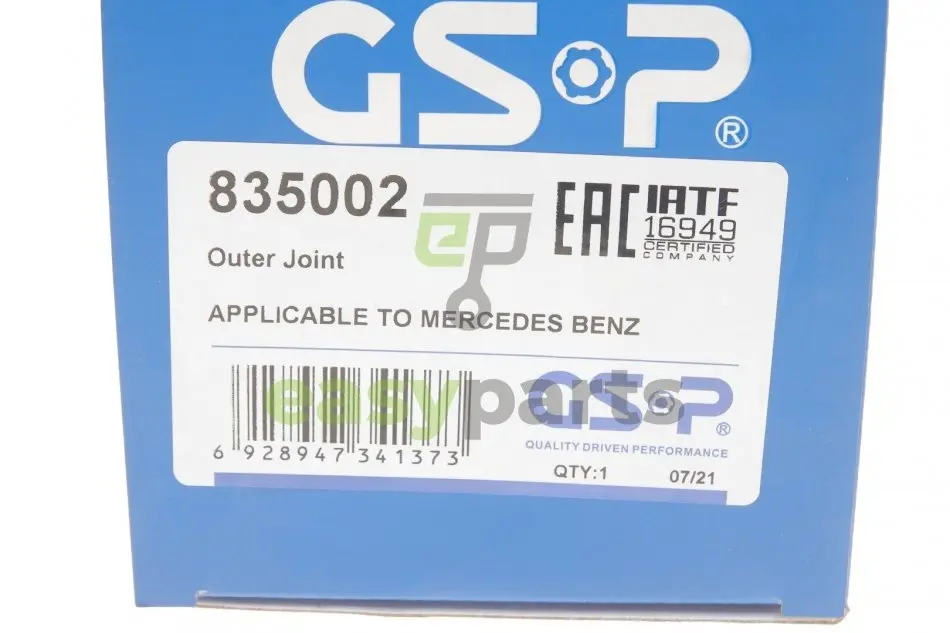 GSP®
835002
EAC
IATF
16949
CERTIFIED
COMPANY
ep
Outer Joint
APPLICABLE TO MERCEDES BENZ
easyparts
GSP®
QUALITY DRIVEN PERFORMANCE
6 928947 341373
QTY:1 07/21